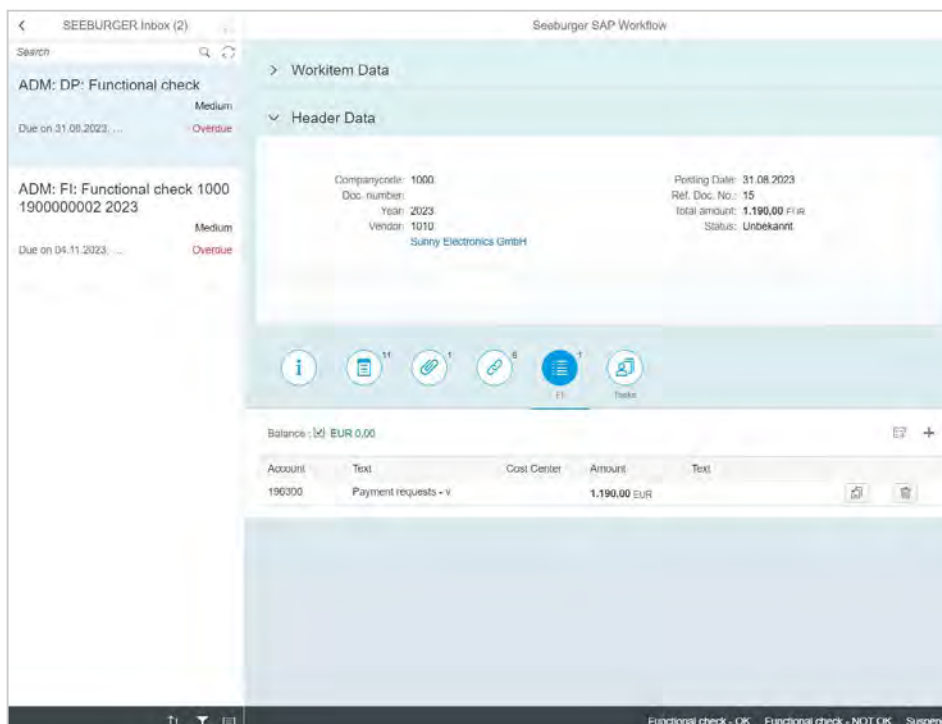 SEEBURGER Inbox (2)
Seeburger SAP Workflow
Search
ADM: DP: Functional check
Medium
Due on 31.08.2023, ...
Overdue
ADM: FI: Functional check 1000
1900000002 2023
Medium
Due on 04.11.2023, ...
Overdue
Workitem Data
Header Data
Companycode: 1000
Doc. number:
Year: 2023
Vendor: 1010
Sunny Electronics GmbH
Posting Date: 31.08.2023
Ref. Doc. No.: 15
Total amount: 1.190,00 EUR
Status: Unbekannt
11
1
6
1
FI
Tasks
Balance : EUR 0,00
Account Text Cost Center Amount Text
196300 Payment requests - v 1.190,00 EUR
Functional check - OK Functional check - NOT OK Suspen